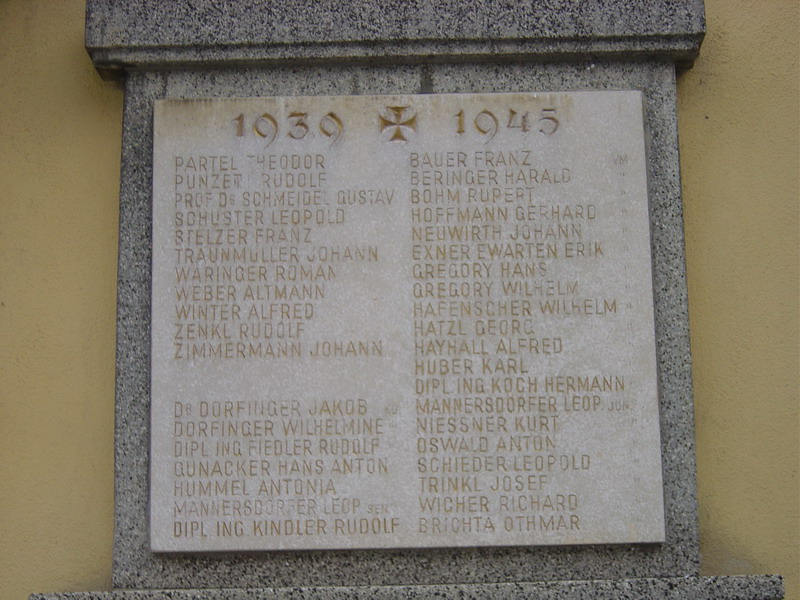 1939 1945
PARTEL THEODOR
PUNZET RUDOLF
PROF. DR SCHMEIDEL GUSTAV
SCHUSTER LEOPOLD
STELZER FRANZ
TRAUNMÜLLER JOHANN
WARINGER ROMAN
WEBER ALTMANN
WINTER ALFRED
ZENKL RUDOLF
ZIMMERMANN JOHANN
DR DORFINGER JAKOB
DORFINGER WILHELMINE
DIPL. ING. FIEDLER RUDOLF
GUNACKER HANS ANTON
HUMMEL ANTONIA
MANNERSDORFER LEOP. SEN.
DIPL. ING. KINDLER RUDOLF
BAUER FRANZ VM
BERINGER HARALD "
BÖHM RUPERT "
HOFFMANN GERHARD "
NEUWIRTH JOHANN "
EXNER EWARTEN ERIK "
GREGORY HANS "
GREGORY WILHELM "
HAFENSCHER WILHELM "
HATZL GEORG "
HAYHALL ALFRED
HUBER KARL
DIPL. ING. KOCH HERMANN
MANNERSDORFER LEOP. JUN.
NIESSNER KURT
OSWALD ANTON
SCHIEDER LEOPOLD
TRINKL JOSEF
WICHER RICHARD
BRICHTA OTHMAR